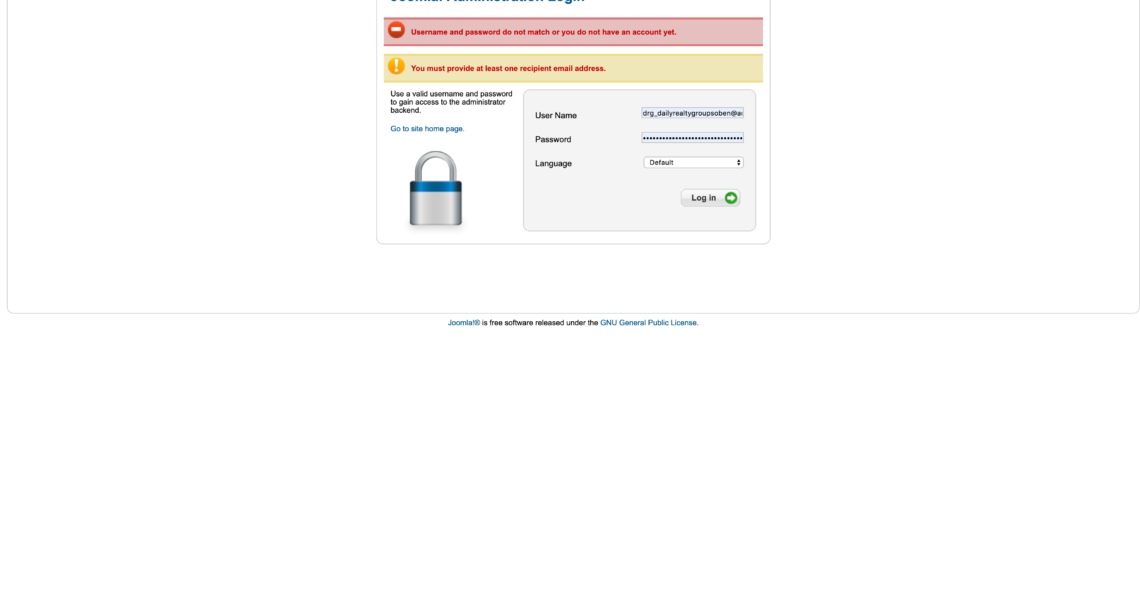 Joomla! Administration Login
Username and password do not match or you do not have an account yet.
You must provide at least one recipient email address.
Use a valid username and password
to gain access to the administrator
backend.
Go to site home page.
User Name
drg_dailyrealtygroupsoben@a
Password
Language
Default
Log in
Joomla!® is free software released under the GNU General Public License.